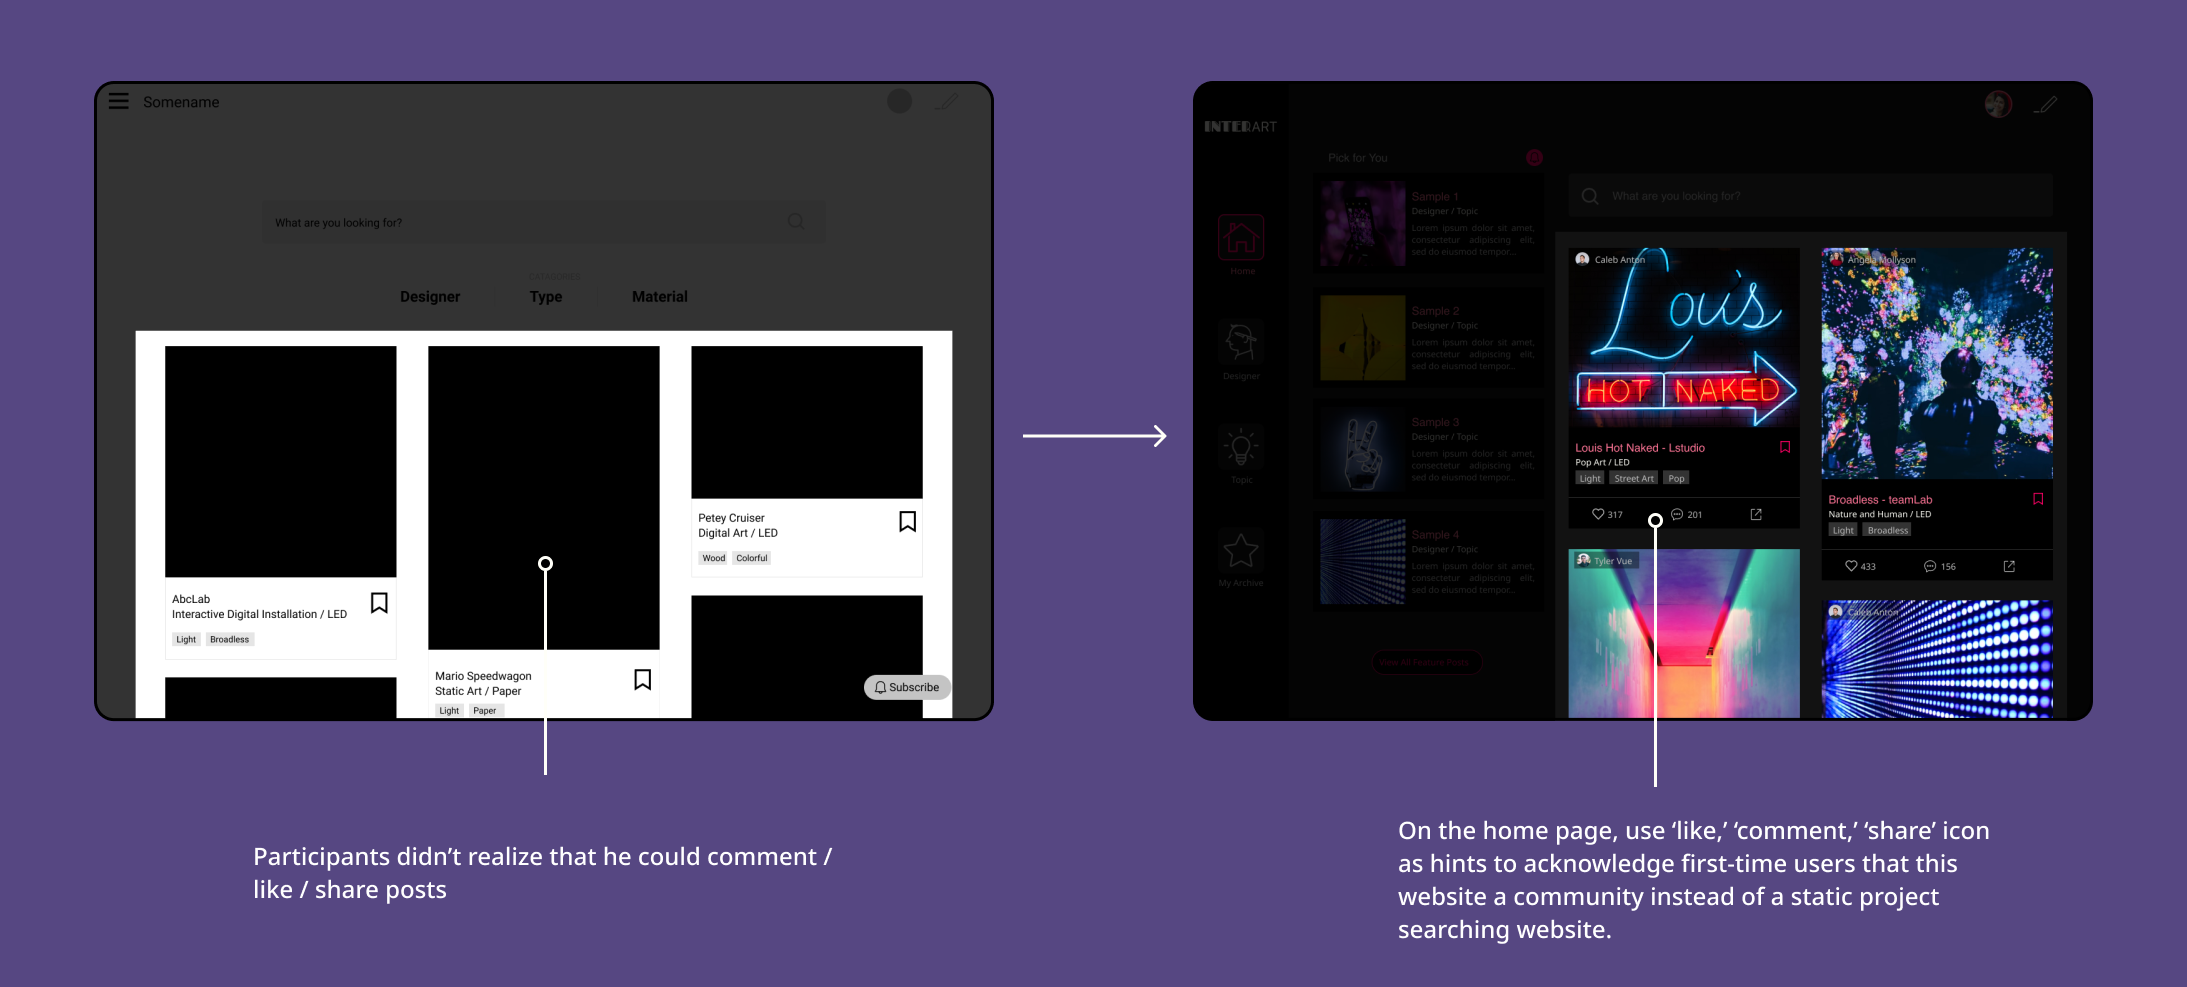 Somename
What are you looking for?
CATAGORIES
Designer
Type
Material
AbcLab
Interactive Digital Installation / LED
Light
Broadless
Mario Speedwagon
Static Art / Paper
Light
Paper
Petey Cruiser
Digital Art / LED
Wood
Colorful
Subscribe
Participants didn’t realize that he could comment /
like / share posts
INTERART
Home
Designer
Topic
My Archive
Pick for You
Sample 1
Designer / Topic
Lorem ipsum dolor sit amet,
consectetur adipiscing elit,
sed do eiusmod tempor...
Sample 2
Designer / Topic
Lorem ipsum dolor sit amet,
consectetur adipiscing elit,
sed do eiusmod tempor...
Sample 3
Designer / Topic
Lorem ipsum dolor sit amet,
consectetur adipiscing elit,
sed do eiusmod tempor...
Sample 4
Designer / Topic
Lorem ipsum dolor sit amet,
consectetur adipiscing elit,
sed do eiusmod tempor...
View All Feature Posts
What are you looking for?
Caleb Anton
Louis
HOT NAKED
Louis Hot Naked - Lstudio
Pop Art / LED
Light
Street Art
Pop
317
201
Tyler Vue
Angela Mollyson
Broadless - teamLab
Nature and Human / LED
Light
Broadless
433
156
Caleb Anton
On the home page, use ‘like,’ ‘comment,’ ‘share’ icon
as hints to acknowledge first-time users that this
website a community instead of a static project
searching website.